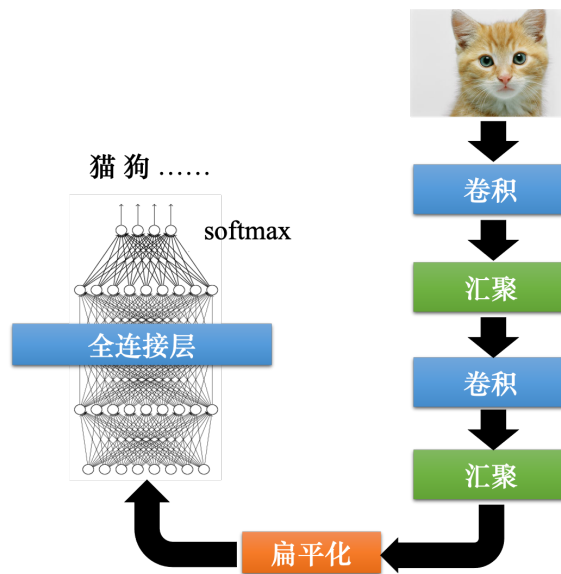 猫 狗 ……
softmax
全连接层
卷积
汇聚
卷积
汇聚
扁平化